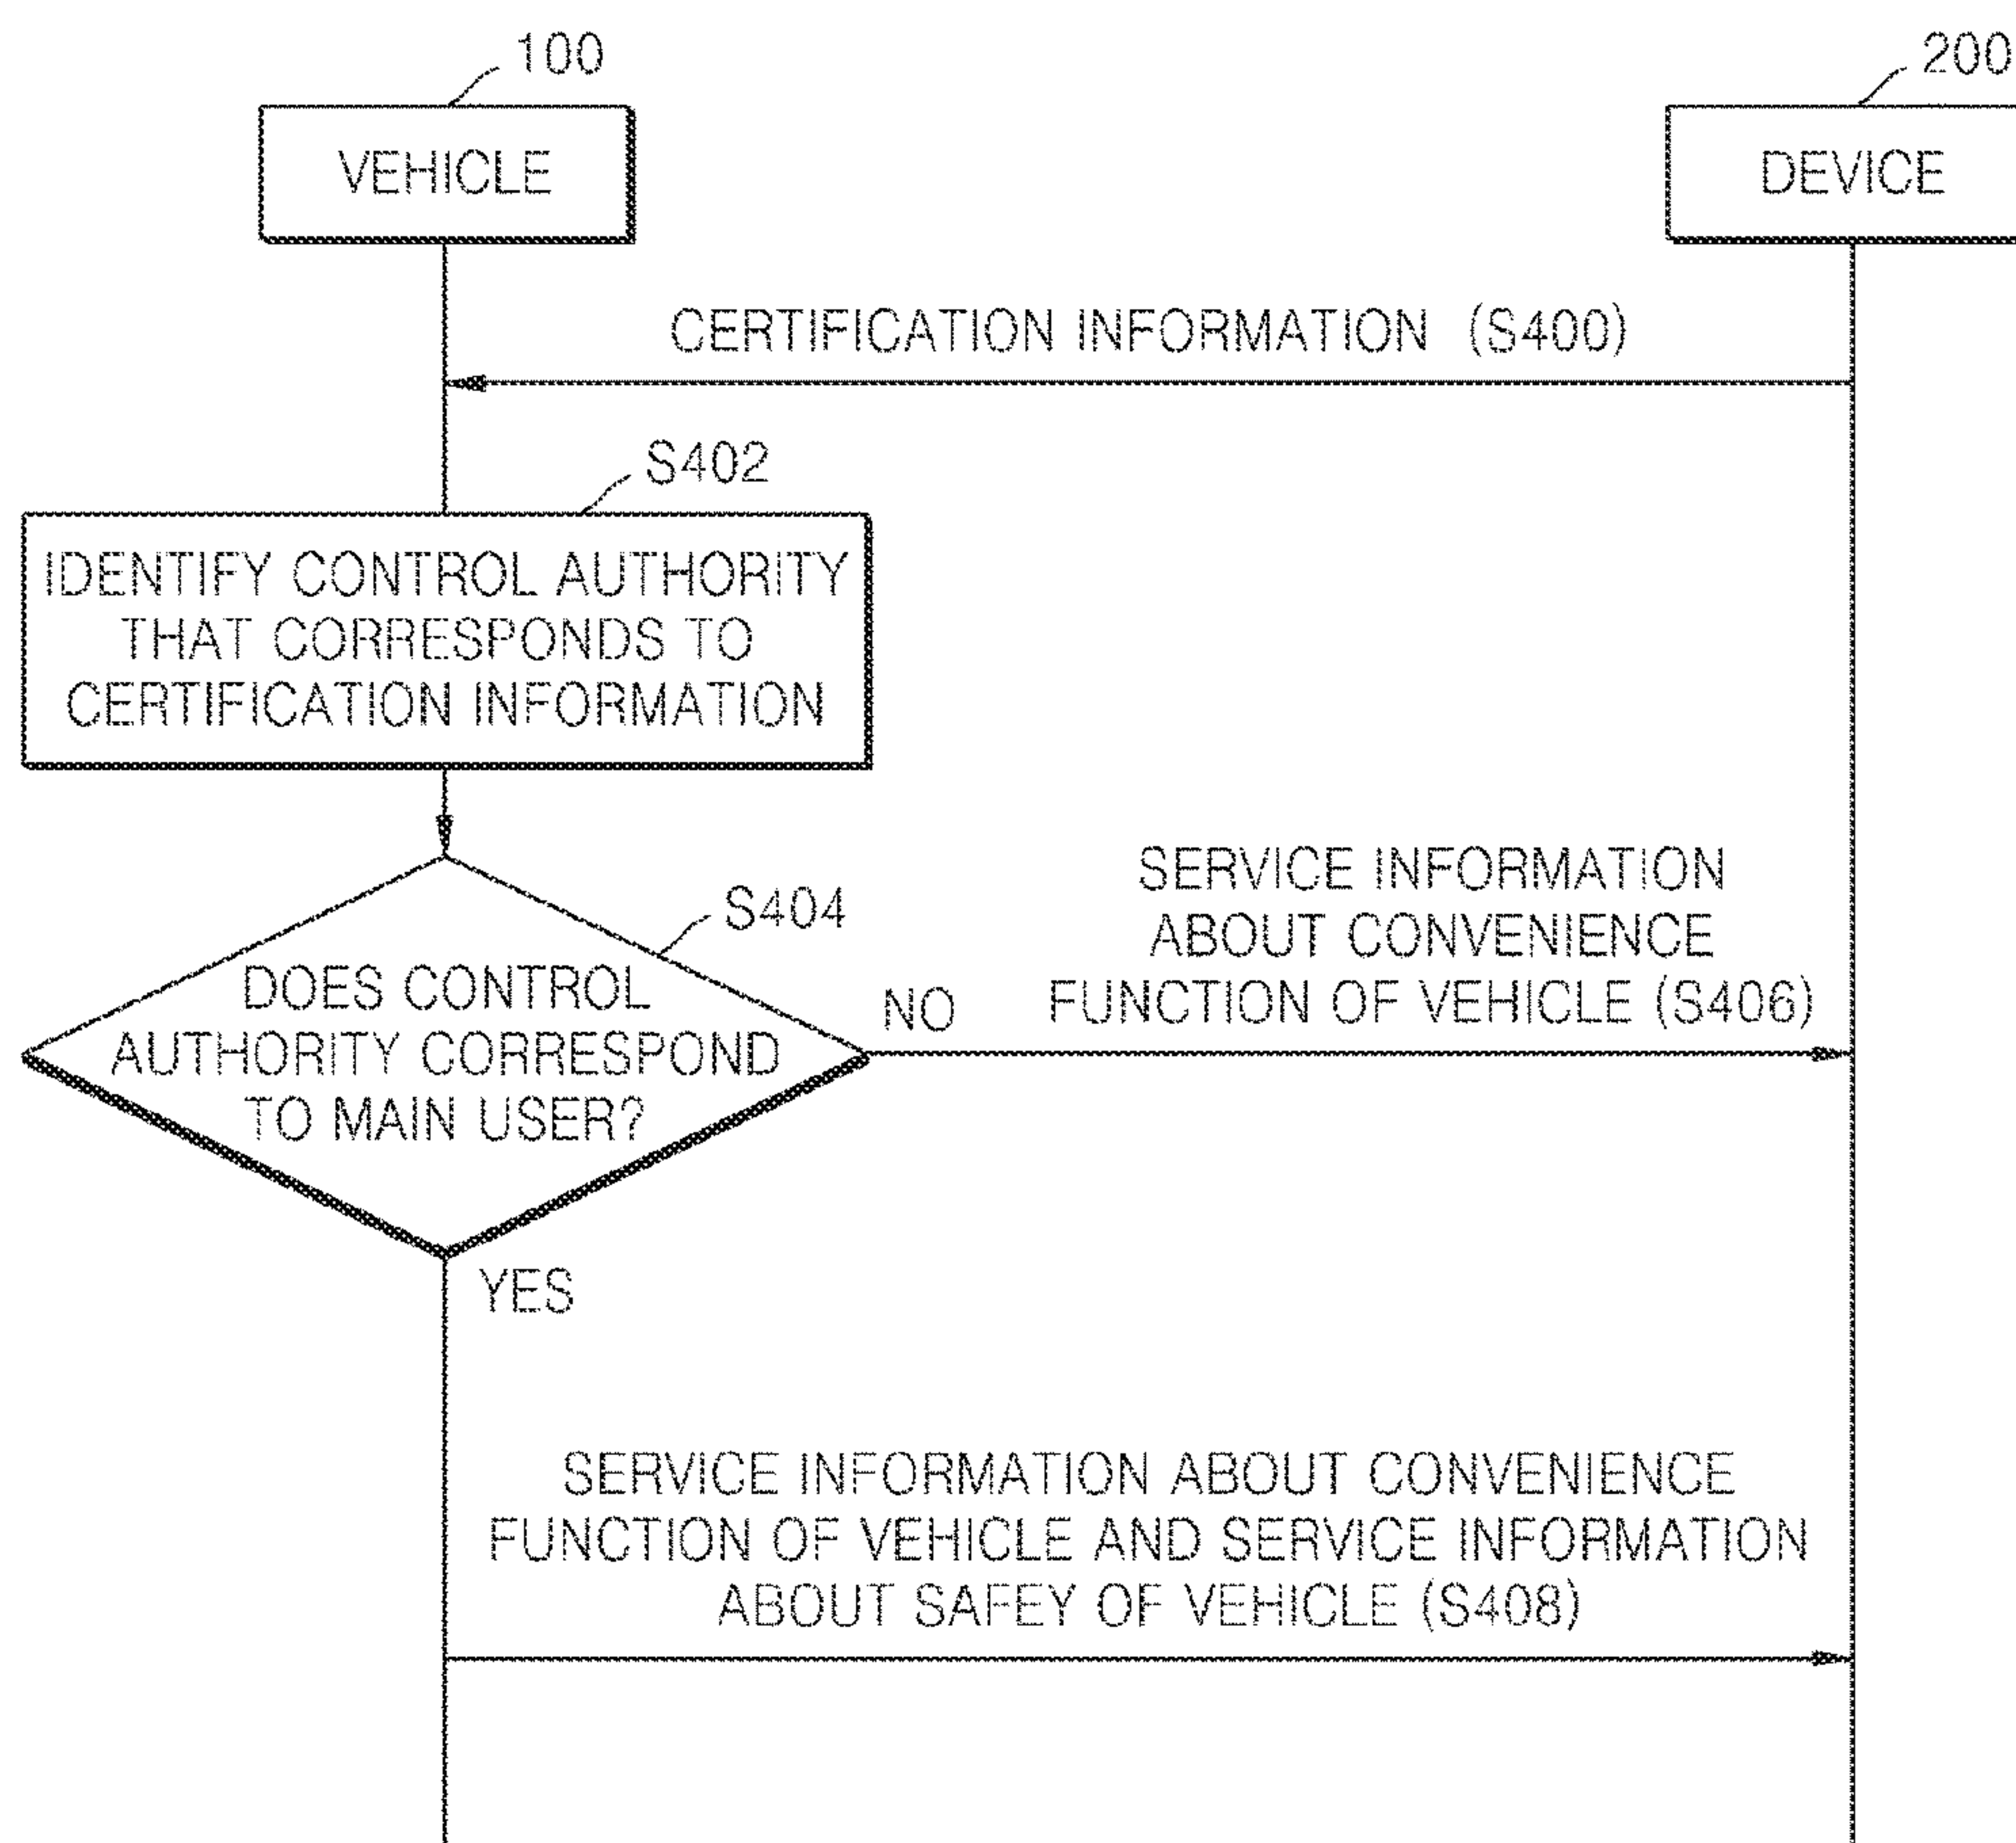 100
200
VEHICLE
DEVICE
CERTIFICATION INFORMATION (S400)
S402
IDENTIFY CONTROL AUTHORITY
THAT CORRESPONDS TO
CERTIFICATION INFORMATION
SERVICE INFORMATION
ABOUT CONVENIENCE
FUNCTION OF VEHICLE (S406)
S404
DOES CONTROL
AUTHORITY CORRESPOND
TO MAIN USER?
NO
YES
SERVICE INFORMATION ABOUT CONVENIENCE
FUNCTION OF VEHICLE AND SERVICE INFORMATION
ABOUT SAFEY OF VEHICLE (S408)